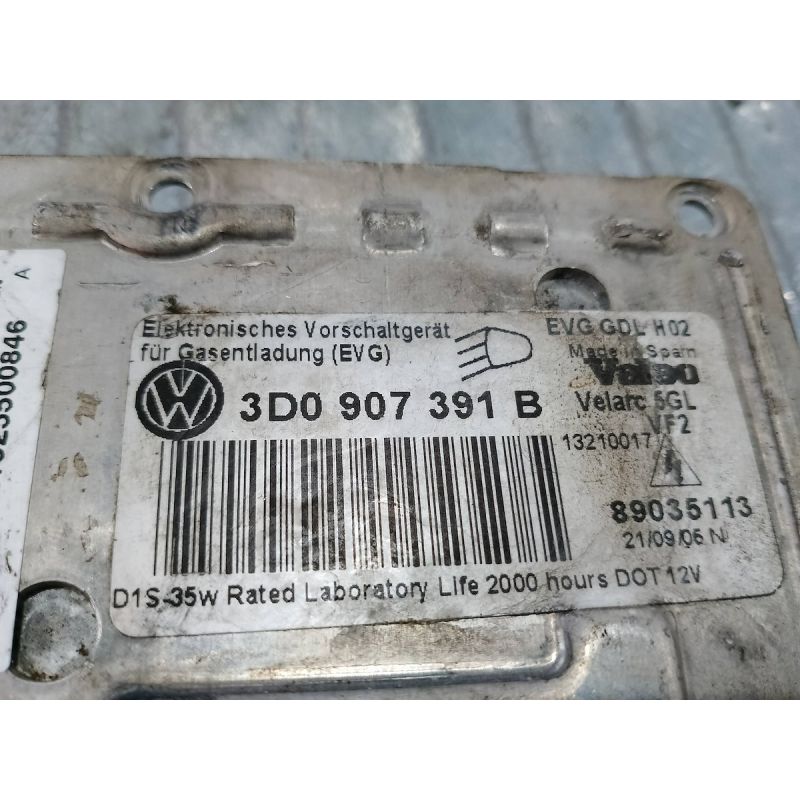 Elektronisches Vorschaltgerät
für Gasentladung (EVG)
3D0 907 391 B
EVG GDL H02
Made in Spain
Valeo
Velarc 5GL
VF2
13210017
89035113
21/09/06 N
D1S-35w Rated Laboratory Life 2000 hours DOT 12V
A